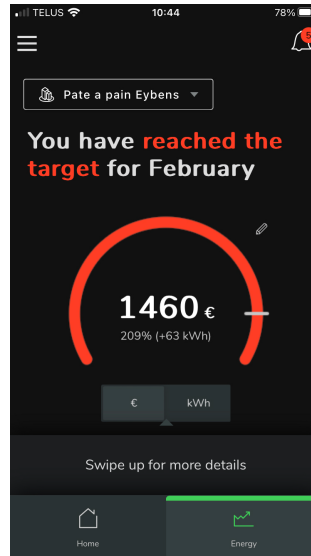 TELUS 10:44 78%
5
Pate a pain Eybens
You have reached the
target for February
1460 €
209% (+63 kWh)
€ kWh
Swipe up for more details
Home Energy